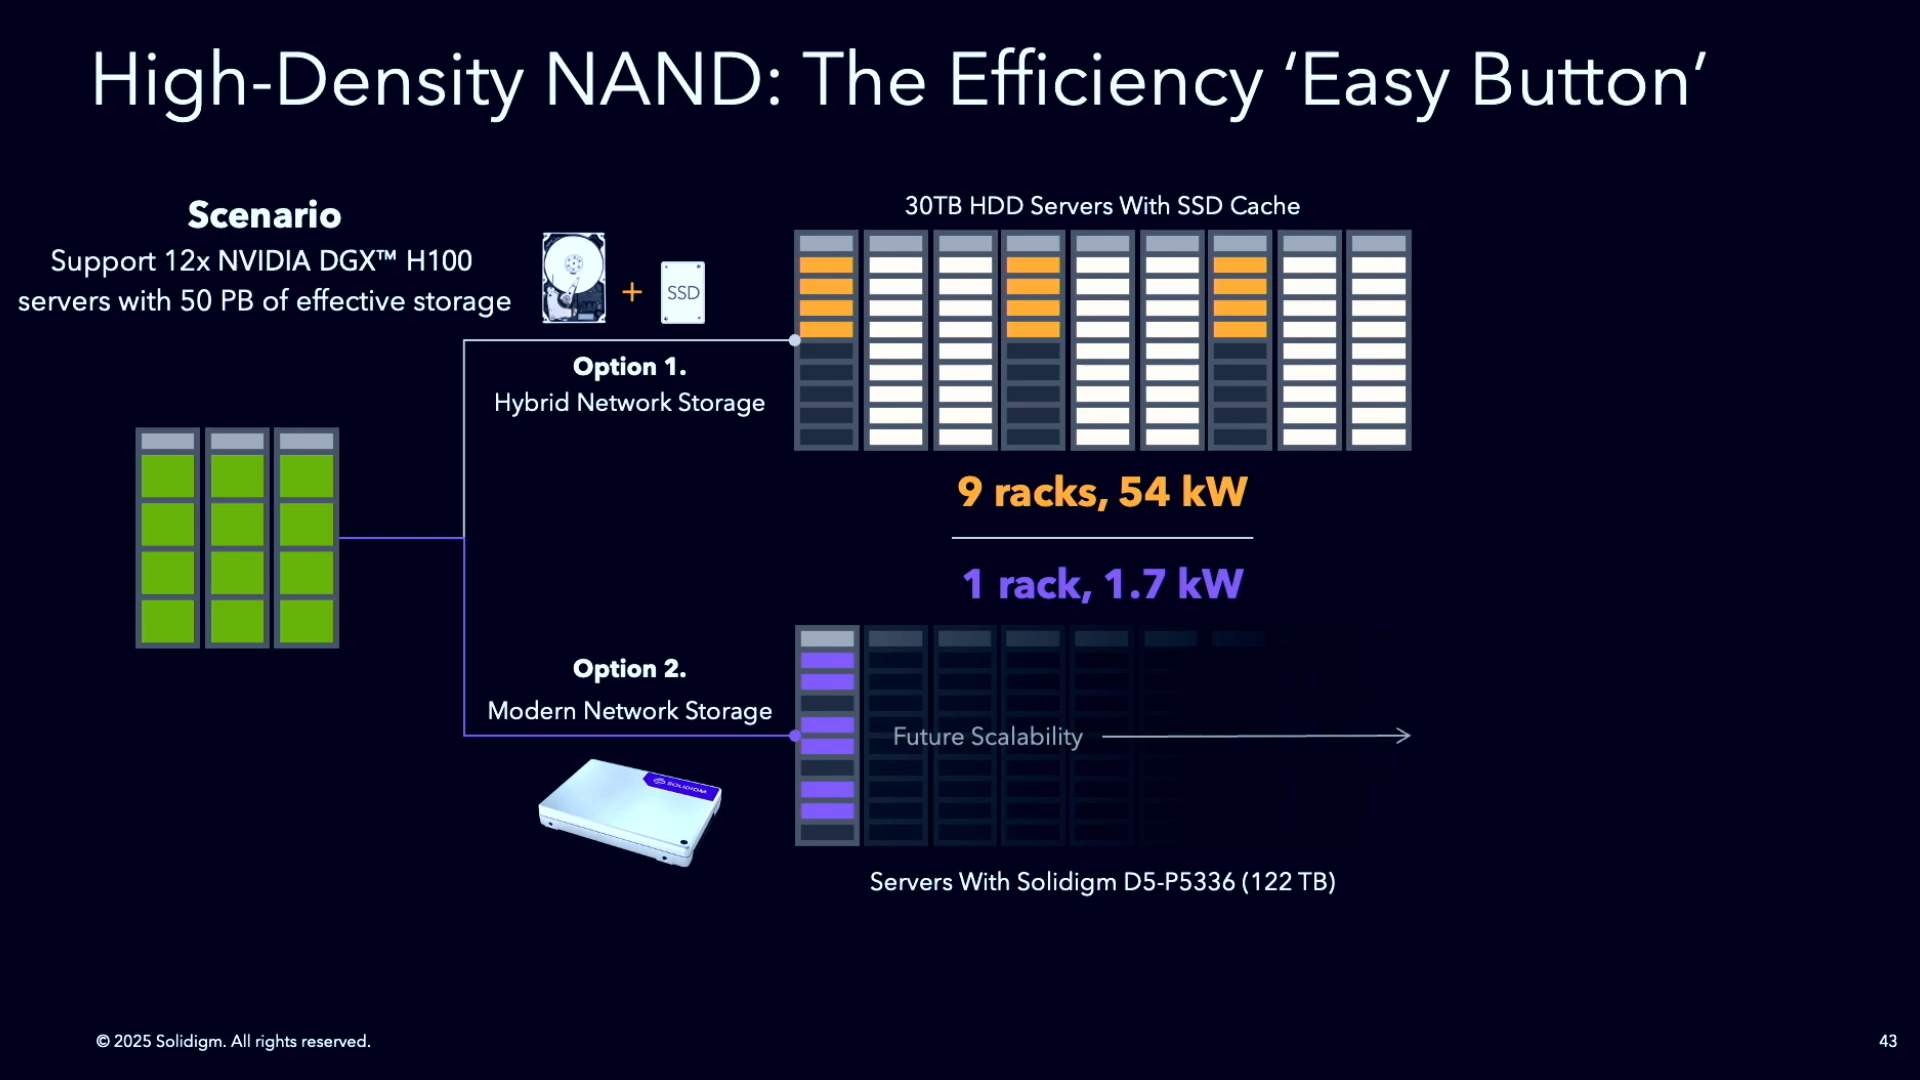 High-Density NAND: The Efficiency ‘Easy Button’
Scenario
Support 12x NVIDIA DGX™ H100
servers with 50 PB of effective storage
SSD
Option 1.
Hybrid Network Storage
30TB HDD Servers With SSD Cache
9 racks, 54 kW
1 rack, 1.7 kW
Option 2.
Modern Network Storage
SOLIDIGM
Future Scalability
Servers With Solidigm D5-P5336 (122 TB)
© 2025 Solidigm. All rights reserved.
43